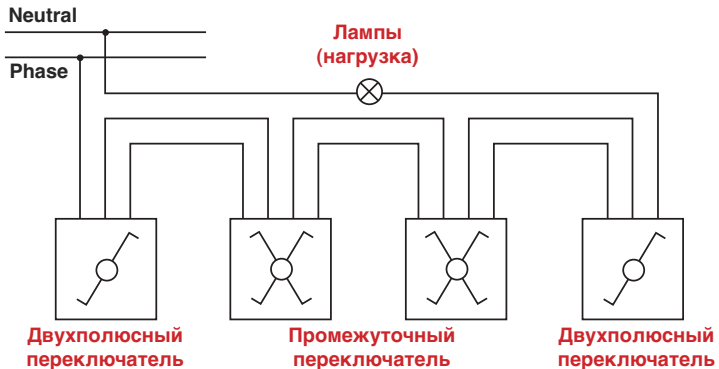 Neutral
Phase
Лампы
(нагрузка)
Двухполюсный
переключатель
Промежуточный
переключатель
Двухполюсный
переключатель